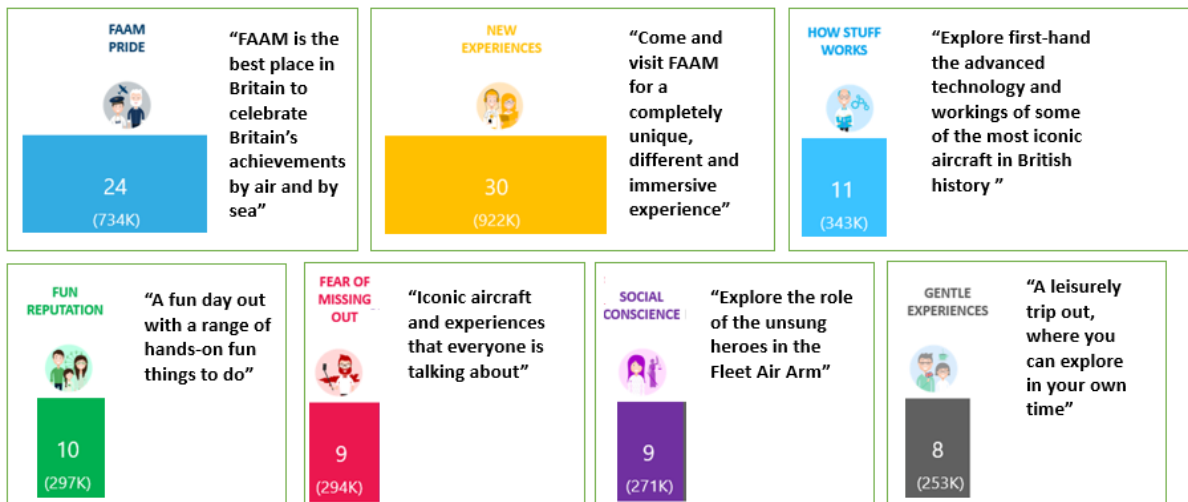 FAAM
PRIDE
24
(734K)
“FAAM is the
best place in
Britain to
celebrate
Britain’s
achievements
by air and by
sea”
NEW
EXPERIENCES
30
(922K)
“Come and
visit FAAM
for a
completely
unique,
different and
immersive
experience”
HOW STUFF
WORKS
11
(343K)
“Explore first-hand
the advanced
technology and
workings of some
of the most iconic
aircraft in British
history ”
FUN
REPUTATION
10
(297K)
“A fun day out
with a range of
hands-on fun
things to do”
FEAR OF
MISSING
OUT
9
(294K)
“Iconic aircraft
and experiences
that everyone is
talking about”
SOCIAL
CONSCIENCE
9
(271K)
“Explore the role
of the unsung
heroes in the
Fleet Air Arm”
GENTLE
EXPERIENCES
8
(253K)
“A leisurely
trip out,
where you
can explore
in your own
time”